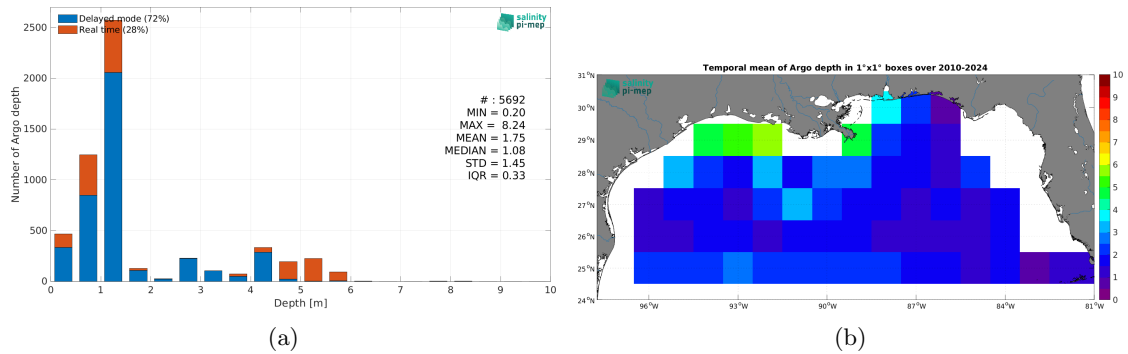 Delayed mode (72%)
Real time (28%)
salinity
pi-mep
# : 5692
MIN = 0.20
MAX = 8.24
MEAN = 1.75
MEDIAN = 1.08
STD = 1.45
IQR = 0.33
Number of Argo depth
2500
2000
1500
1000
500
0
0 1 2 3 4 5 6 7 8 9 10
Depth [m]
(a)
Temporal mean of Argo depth in 1°x1° boxes over 2010-2024
salinity
pi-mep
31°N
30°N
29°N
28°N
27°N
26°N
25°N
24°N
96°W 93°W 90°W 87°W 84°W 81°W
10
9
8
7
6
5
4
3
2
1
0
(b)